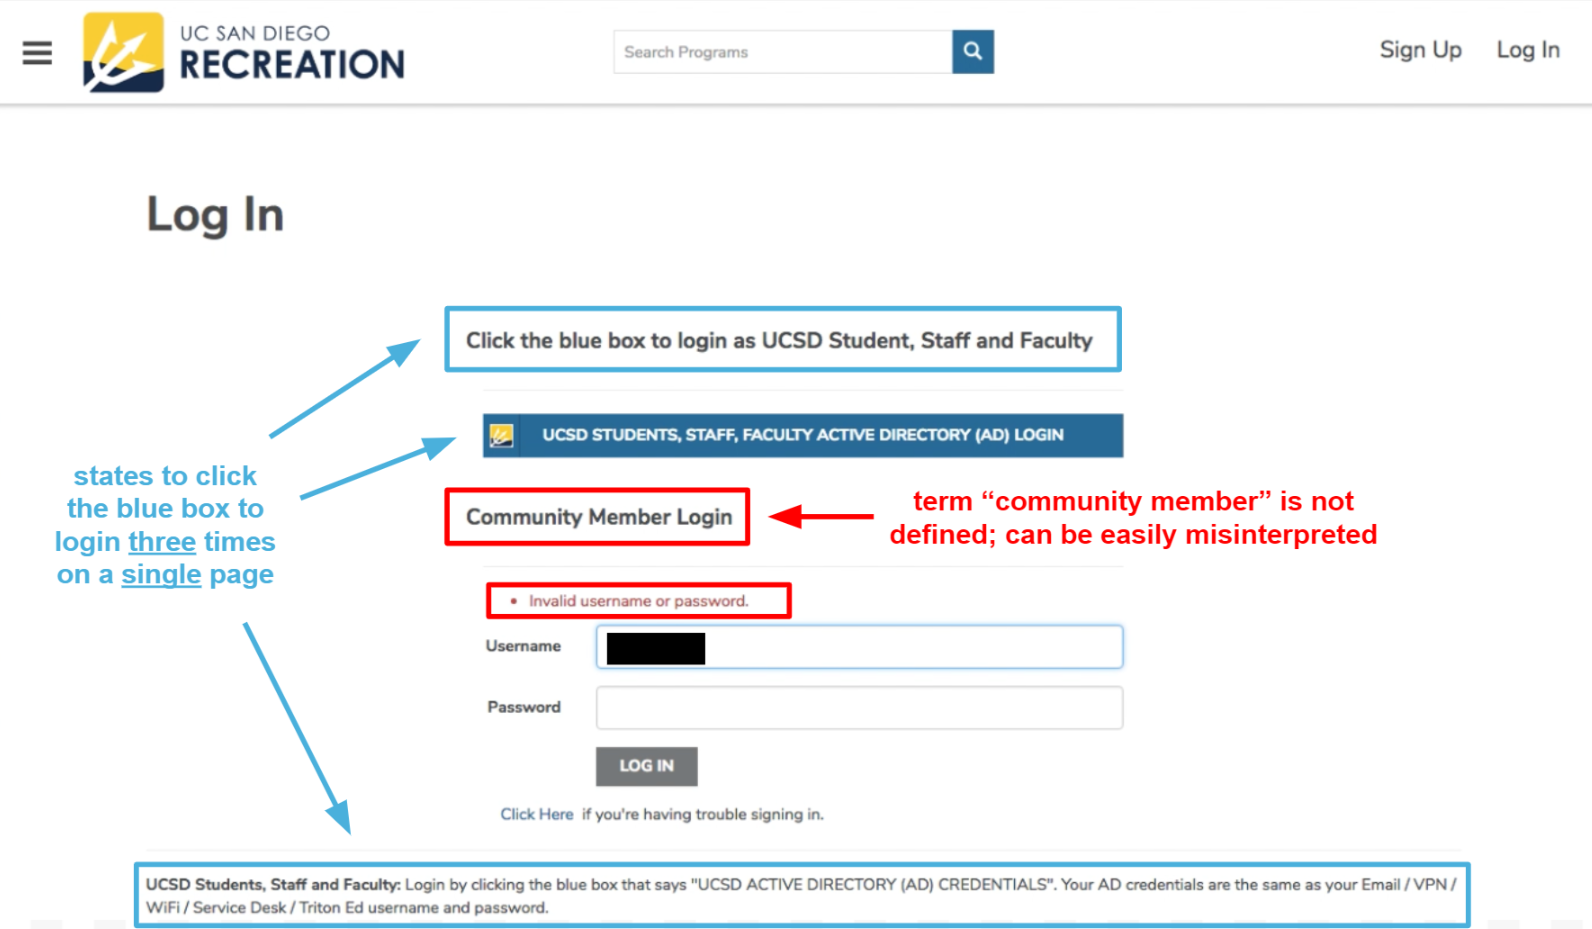 UC SAN DIEGO
RECREATION
Search Programs
Sign Up
Log In
Log In
Click the blue box to login as UCSD Student, Staff and Faculty
UCSD STUDENTS, STAFF, FACULTY ACTIVE DIRECTORY (AD) LOGIN
states to click
the blue box to
login three times
on a single page
Community Member Login
term “community member” is not
defined; can be easily misinterpreted
• Invalid username or password.
Username
Password
LOG IN
Click Here if you're having trouble signing in.
UCSD Students, Staff and Faculty: Login by clicking the blue box that says "UCSD ACTIVE DIRECTORY (AD) CREDENTIALS". Your AD credentials are the same as your Email / VPN /
WiFi / Service Desk / Triton Ed username and password.